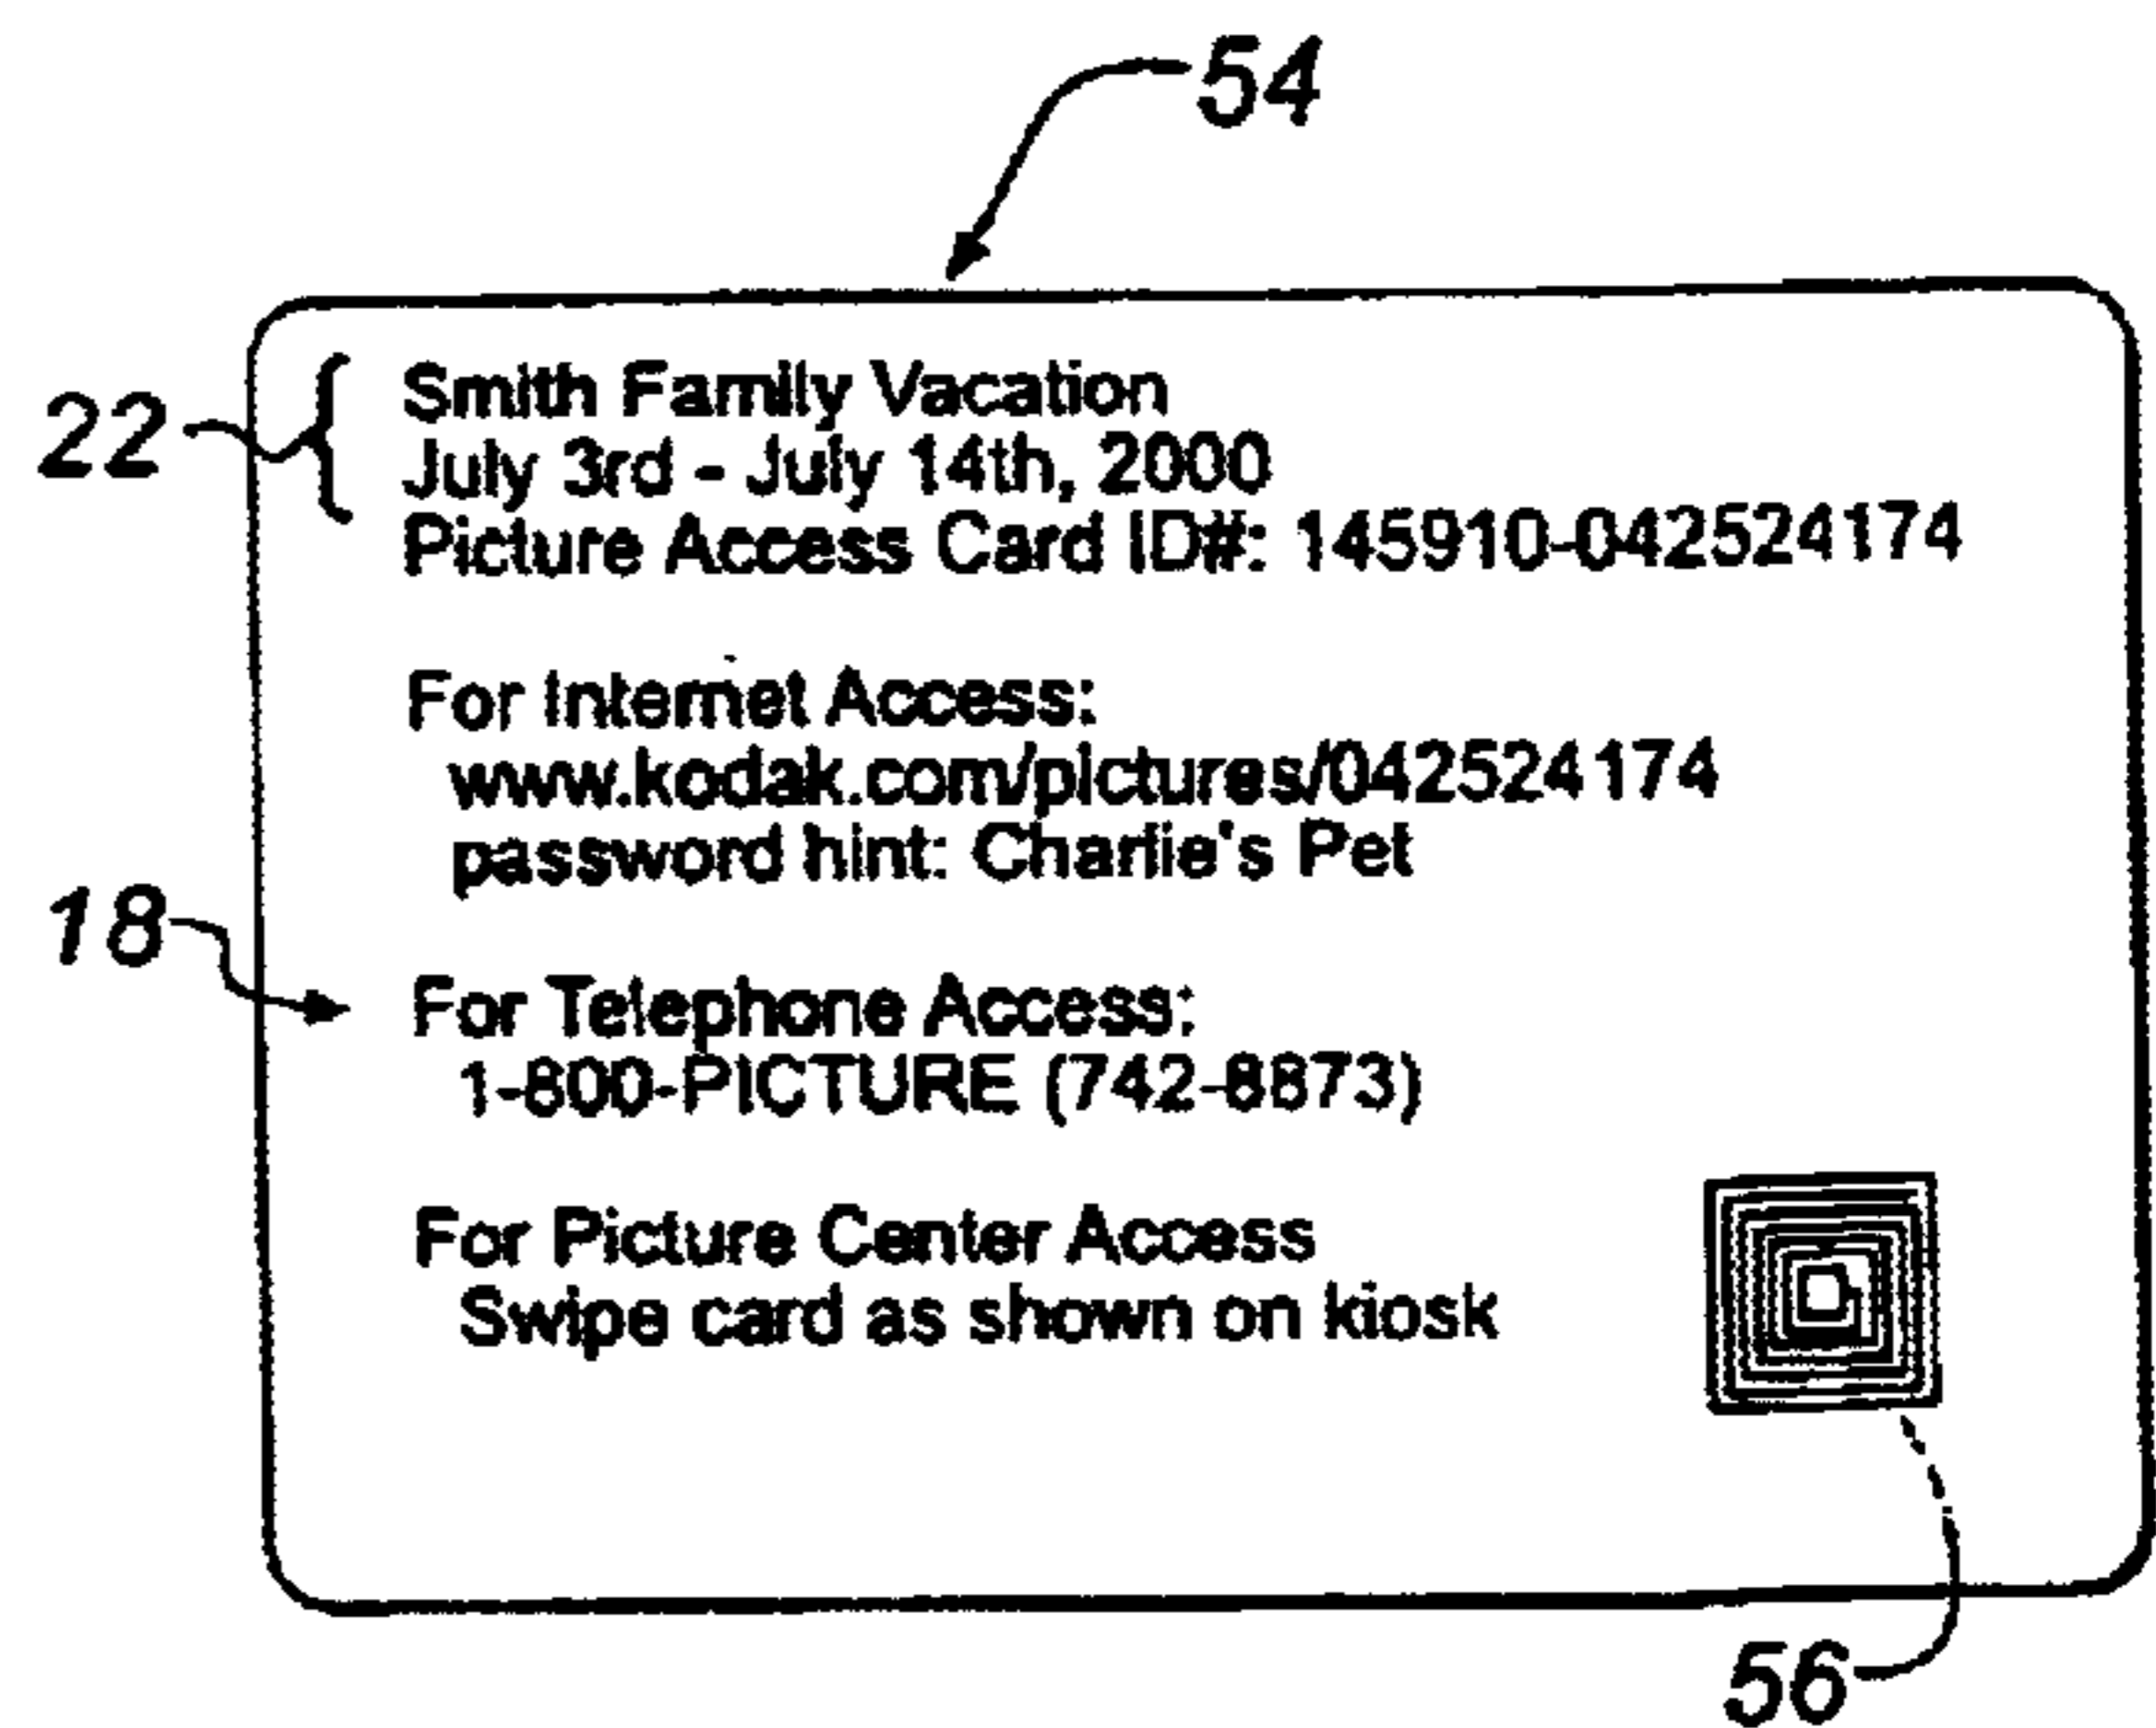 54
22
Smith Family Vacation
July 3rd - July 14th, 2000
Picture Access Card ID#: 145910-042524174
For Internet Access:
www.kodak.com/pictures/042524174
password hint: Charlie's Pet
18
For Telephone Access:
1-800-PICTURE (742-8873)
For Picture Center Access
Swipe card as shown on kiosk
56